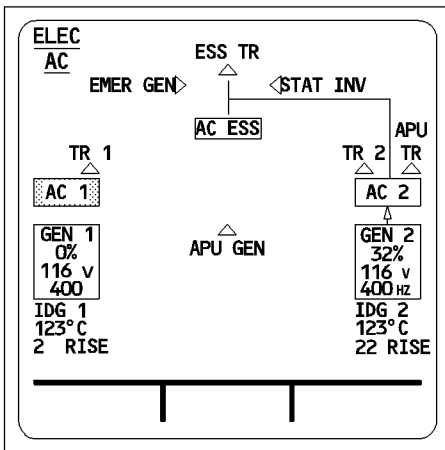 ELEC
AC
ESS TR
EMER GEN
STAT INV
AC ESS
APU
TR 1
TR 2
TR
AC 1
AC 2
GEN 1
0%
116 V
400
IDG 1
123°C
2 RISE
APU GEN
GEN 2
32%
116 V
400 HZ
IDG 2
123°C
22 RISE